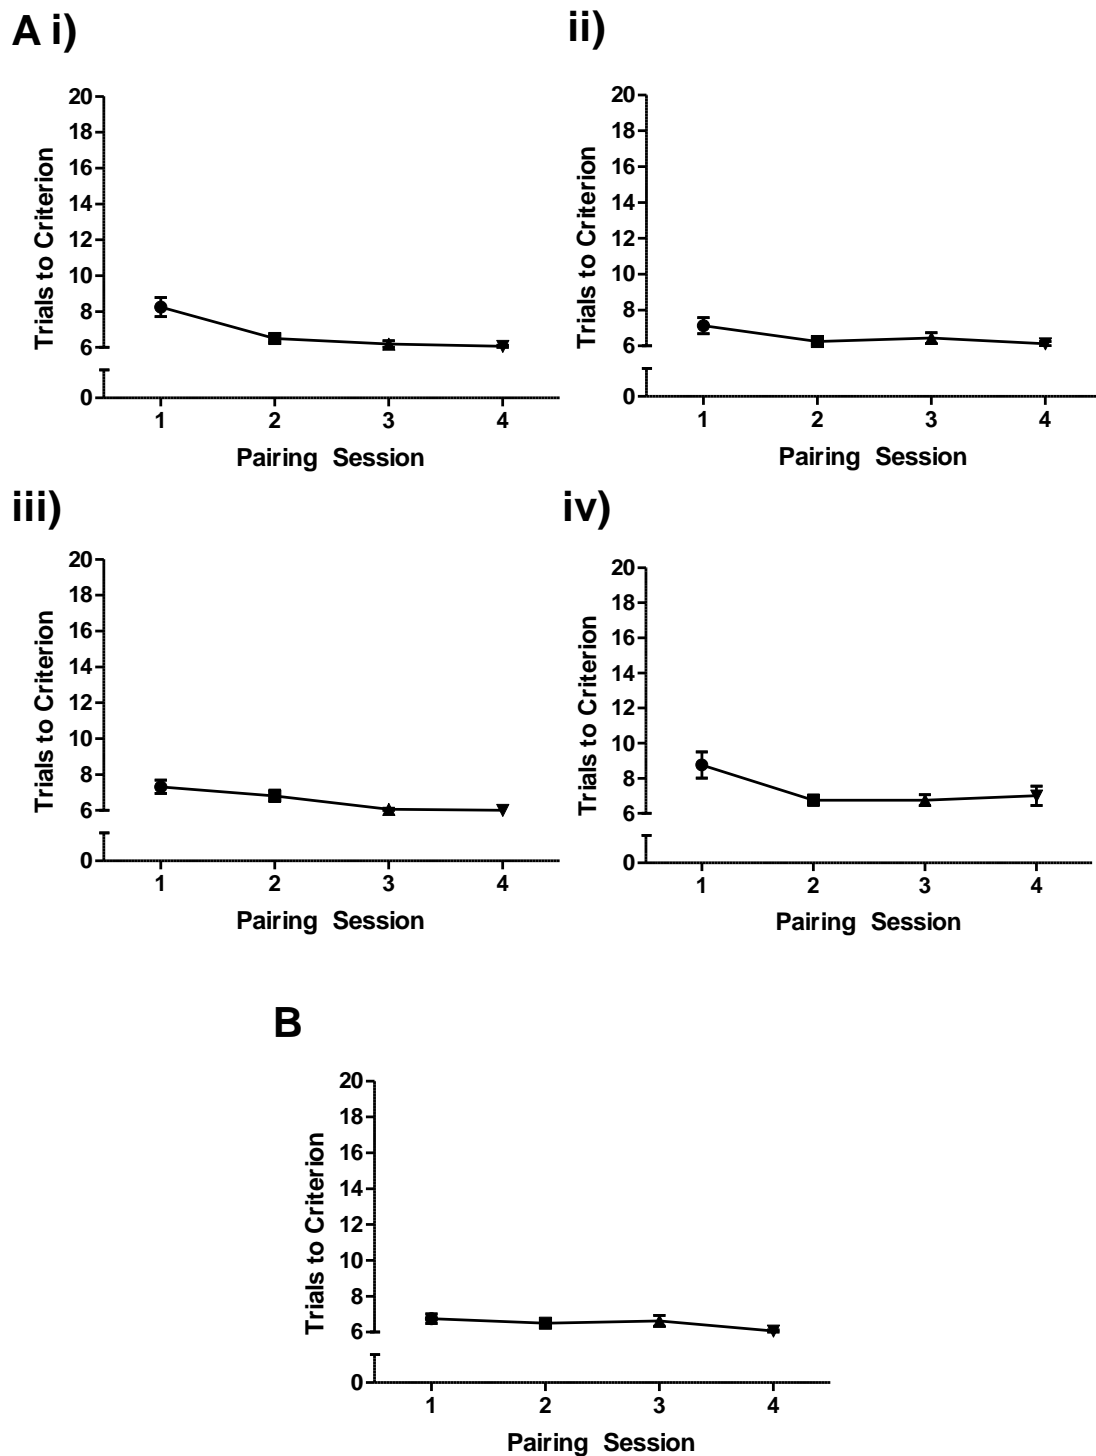 A i)
20
18
16
14
12
10
8
6
0
Trials to Criterion
1 2 3 4
Pairing Session
ii)
20
18
16
14
12
10
8
6
0
Trials to Criterion
1 2 3 4
Pairing Session
iii)
20
18
16
14
12
10
8
6
0
Trials to Criterion
1 2 3 4
Pairing Session
iv)
20
18
16
14
12
10
8
6
0
Trials to Criterion
1 2 3 4
Pairing Session
B
20
18
16
14
12
10
8
6
0
Trials to Criterion
1 2 3 4
Pairing Session